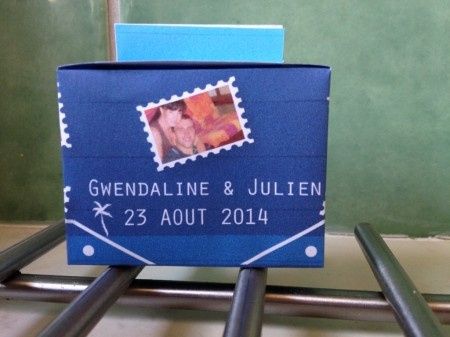 GWENDALINE & JULIEN
23 AOUT 2014